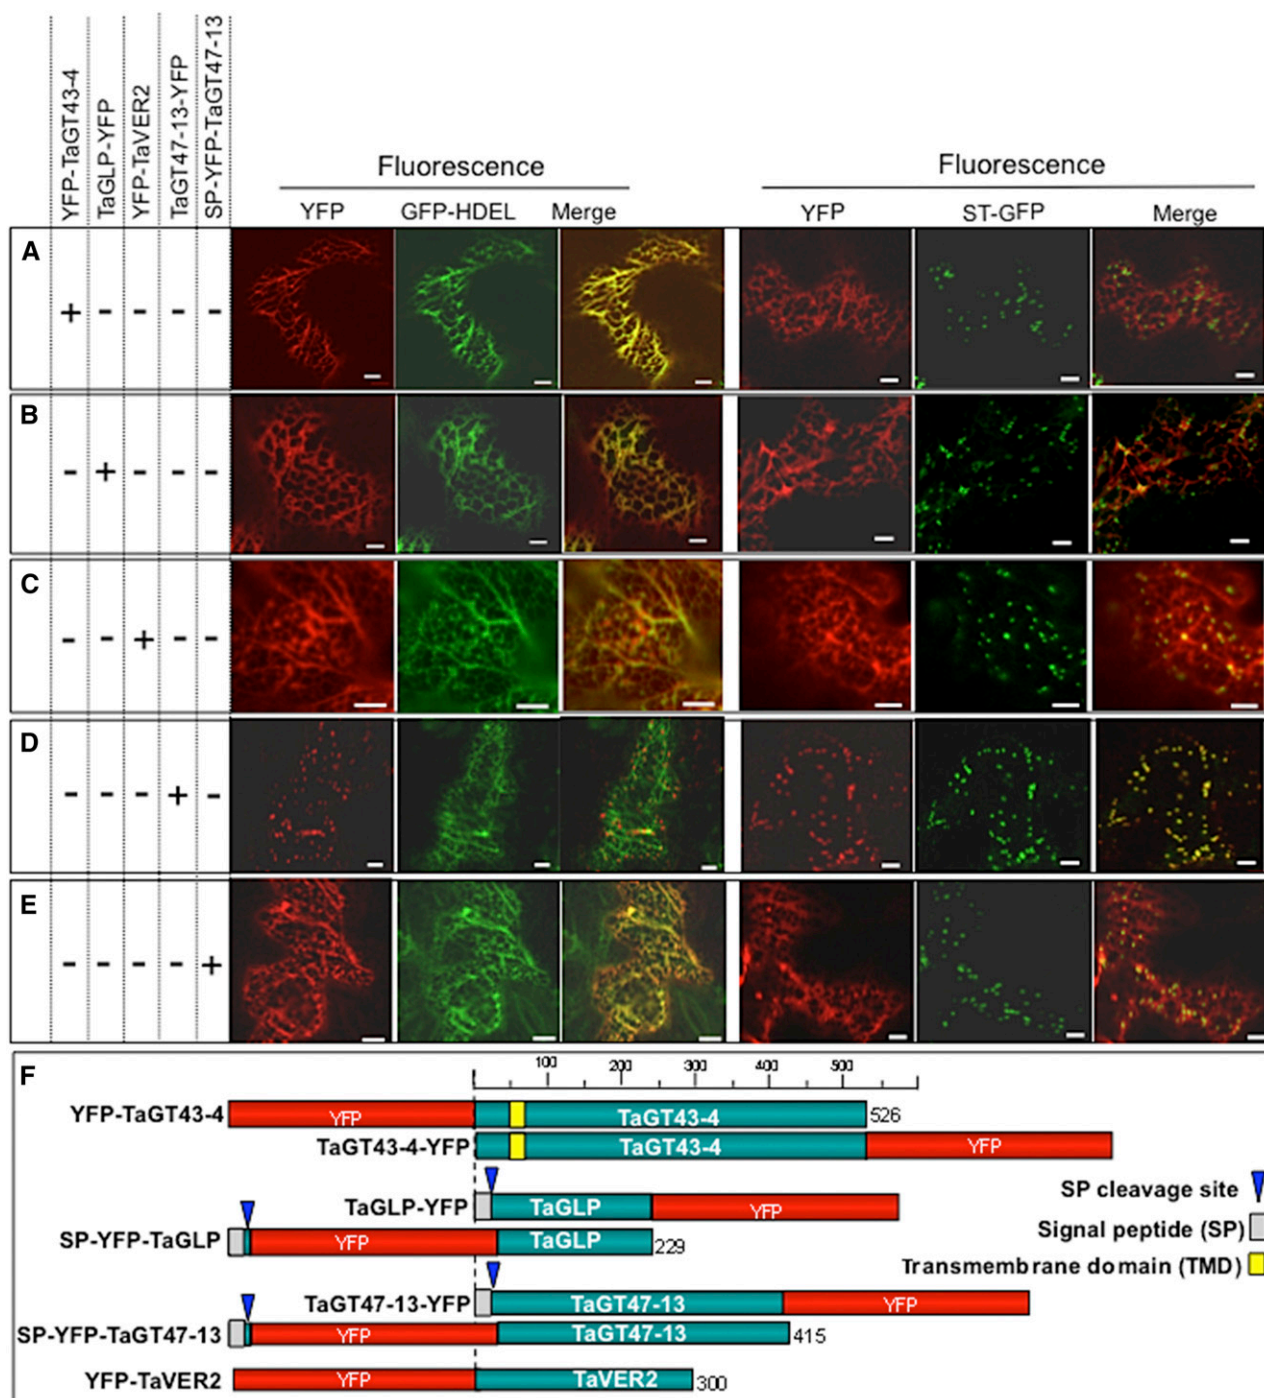 YFP-TaGT43-4
TaGLP-YFP
YFP-TaVER2
TaGT47-13-YFP
SP-YFP-TaGT47-13
Fluorescence
Fluorescence
YFP
GFP-HDEL
Merge
YFP
ST-GFP
Merge
A
+ - - - -
B
- + - - -
C
- - + - -
D
- - - + -
E
- - - - +
F
100 200 300 400 500
YFP-TaGT43-4 YFP TaGT43-4 526
TaGT43-4-YFP TaGT43-4 YFP
SP cleavage site
TaGLP-YFP TaGLP YFP
Signal peptide (SP)
SP-YFP-TaGLP YFP TaGLP 229
Transmembrane domain (TMD)
TaGT47-13-YFP TaGT47-13 YFP
SP-YFP-TaGT47-13 YFP TaGT47-13 415
YFP-TaVER2 YFP TaVER2 300